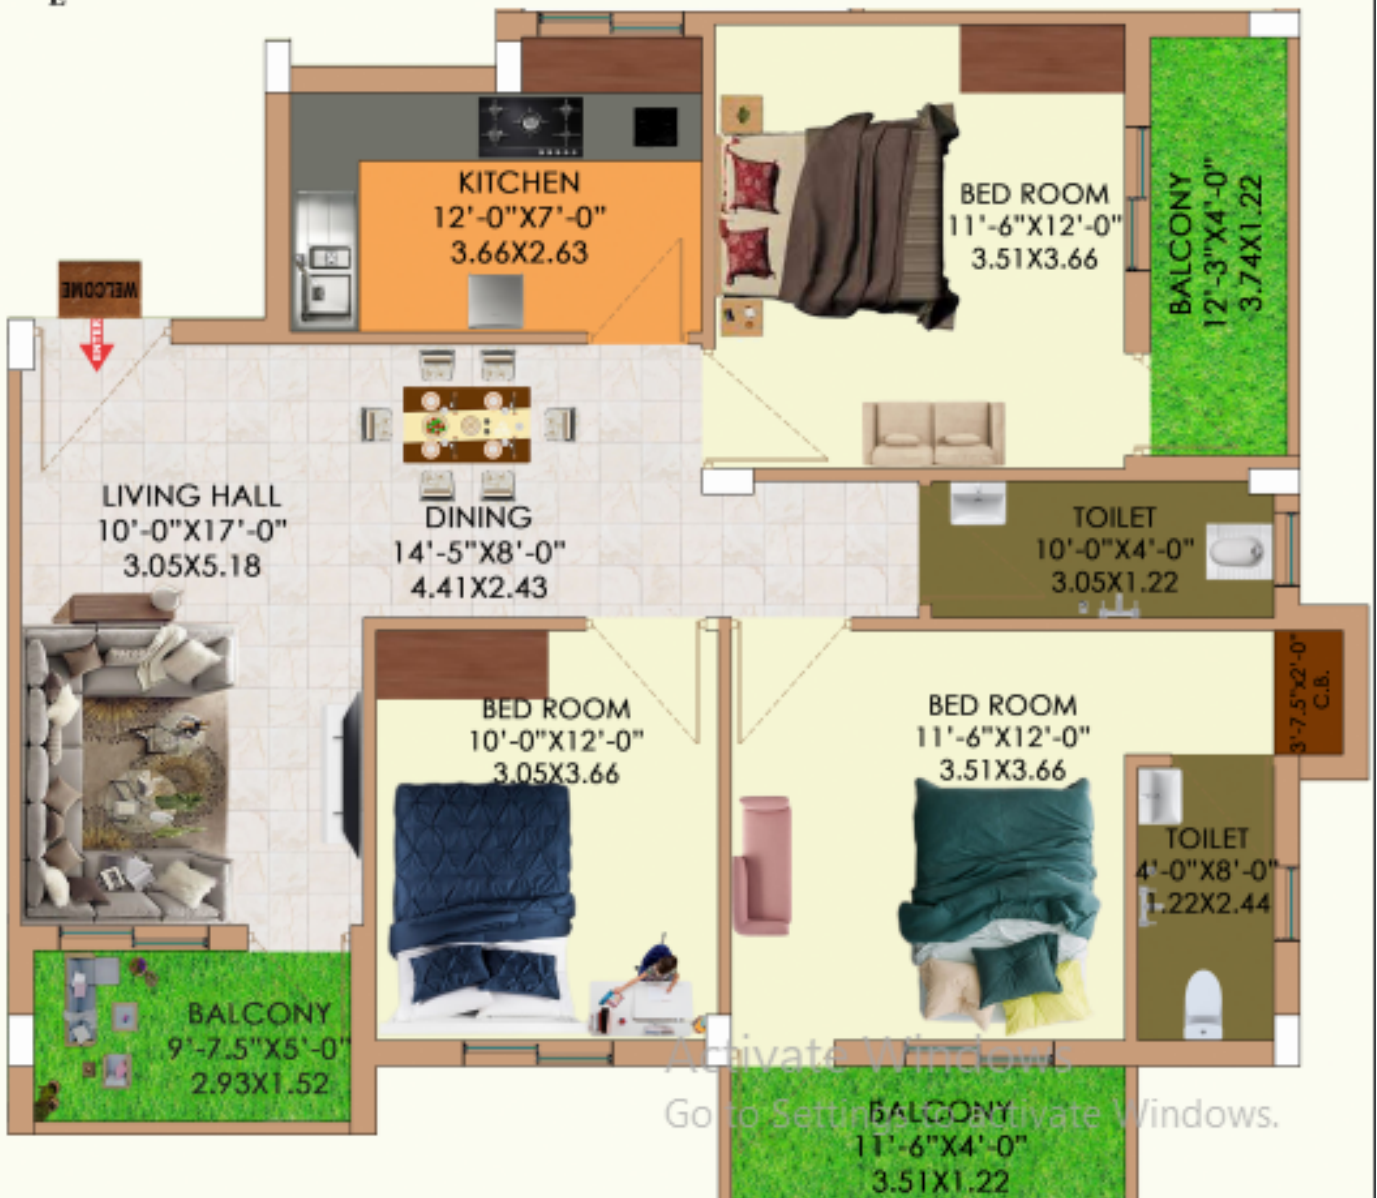 E
KITCHEN
12'-0"X7'-0"
3.66X2.63
BED ROOM
11'-6"X12'-0"
3.51X3.66
BALCONY
12'-3"X4'-0"
3.74X1.22
WELCOME
ENTER
LIVING HALL
10'-0"X17'-0"
3.05X5.18
DINING
14'-5"X8'-0"
4.41X2.43
TOILET
10'-0"X4'-0"
3.05X1.22
BED ROOM
10'-0"X12'-0"
3.05X3.66
BED ROOM
11'-6"X12'-0"
3.51X3.66
3'-7.5"x2'-0"
C.B.
TOILET
4'-0"X8'-0"
1.22X2.44
BALCONY
9'-7.5"X5'-0"
2.93X1.52
Activate Windows
Go to Settings to activate Windows.
BALCONY
11'-6"X4'-0"
3.51X1.22